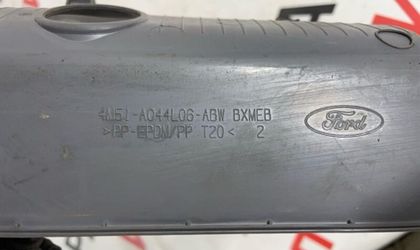 4M51-A044L06-ABW BXMEB
>PP-EPDM/PP T20< 2
Ford